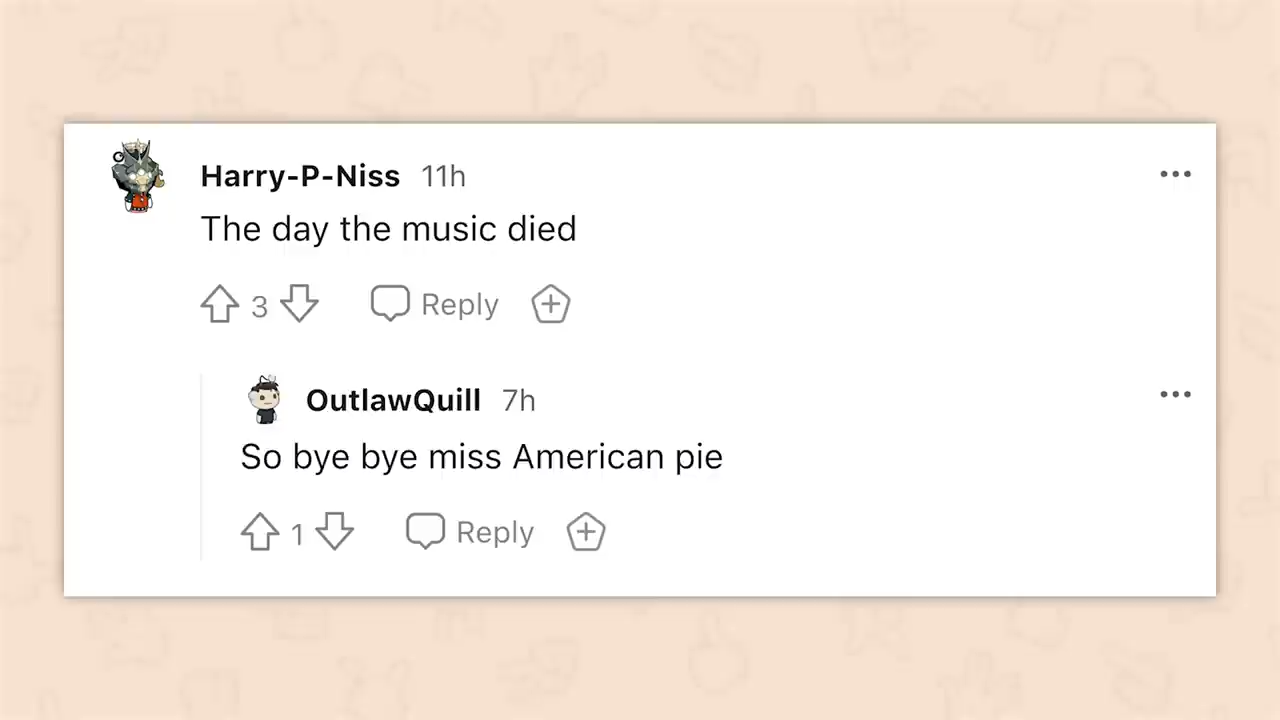 Harry-P-Niss 11h
The day the music died
3 Reply
OutlawQuill 7h
So bye bye miss American pie
1 Reply